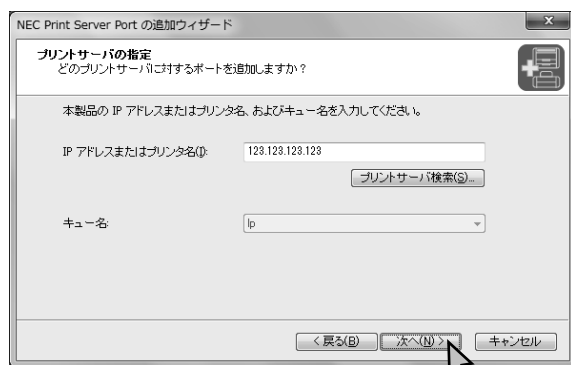 NEC Print Server Port の追加ウィザード
プリントサーバの指定
どのプリントサーバに対するポートを追加しますか？
本製品の IP アドレスまたはプリンタ名、およびキュー名を入力してください。
IP アドレスまたはプリンタ名(I):
123.123.123.123
プリントサーバ検索(S)...
キュー名:
lp
< 戻る(B)
次へ(N) >
キャンセル